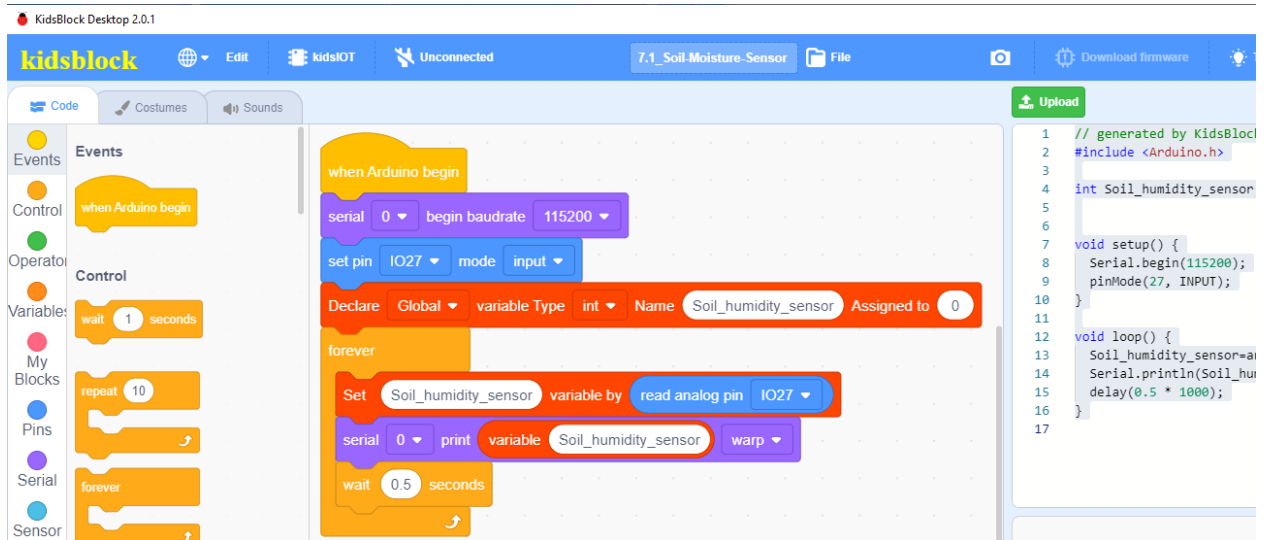 KidsBlock Desktop 2.0.1
kidsblock Edit kidsIOT Unconnected 7.1_Soil-Moisture-Sensor File Download firmware
Code Costumes Sounds Upload
Events
Control
Operator
Variables
My
Blocks
Pins
Serial
Sensor
Events
when Arduino begin
Control
wait 1 seconds
repeat 10
forever
when Arduino begin
serial 0 begin baudrate 115200
set pin IO27 mode input
Declare Global variable Type int Name Soil_humidity_sensor Assigned to 0
forever
Set Soil_humidity_sensor variable by read analog pin IO27
serial 0 print variable Soil_humidity_sensor warp
wait 0.5 seconds
1 // generated by KidsBlock
2 #include <Arduino.h>
3
4 int Soil_humidity_sensor
5
6
7 void setup() {
8 Serial.begin(115200);
9 pinMode(27, INPUT);
10 }
11
12 void loop() {
13 Soil_humidity_sensor=an
14 Serial.println(Soil_hum
15 delay(0.5 * 1000);
16 }
17